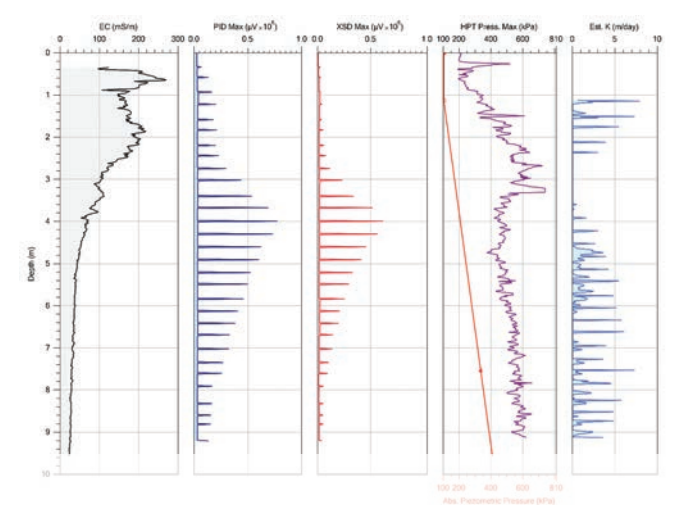 EC (mS/m)
0 100 200 300
PID Max (µV × 10⁶)
0 0.5 1.0
XSD Max (µV × 10⁶)
0 0.5 1.0
HPT Press. Max (kPa)
100 200 400 600 810
Est. K (m/day)
0 5 10
0
1
2
3
4
5
6
7
8
9
10
Depth (m)
100 200 400 600 810
Abs. Piezometric Pressure (kPa)